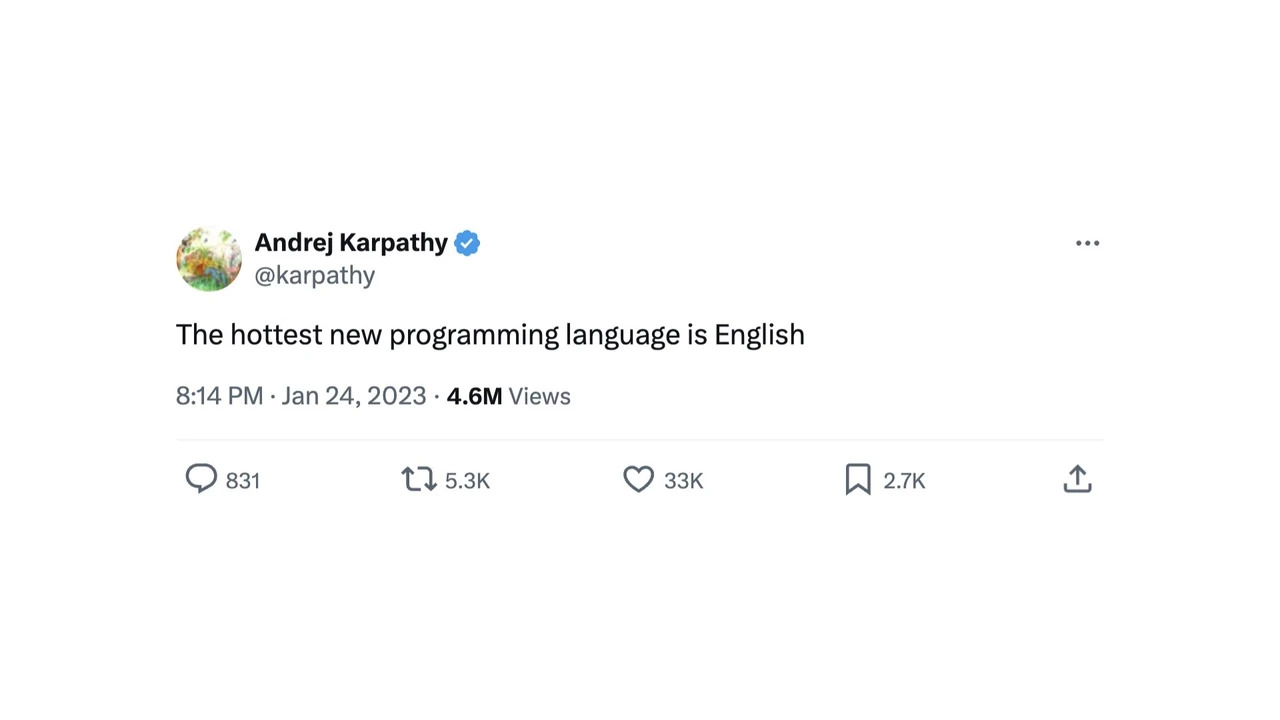 Andrej Karpathy
@karpathy
The hottest new programming language is English
8:14 PM · Jan 24, 2023 · 4.6M Views
831 5.3K 33K 2.7K